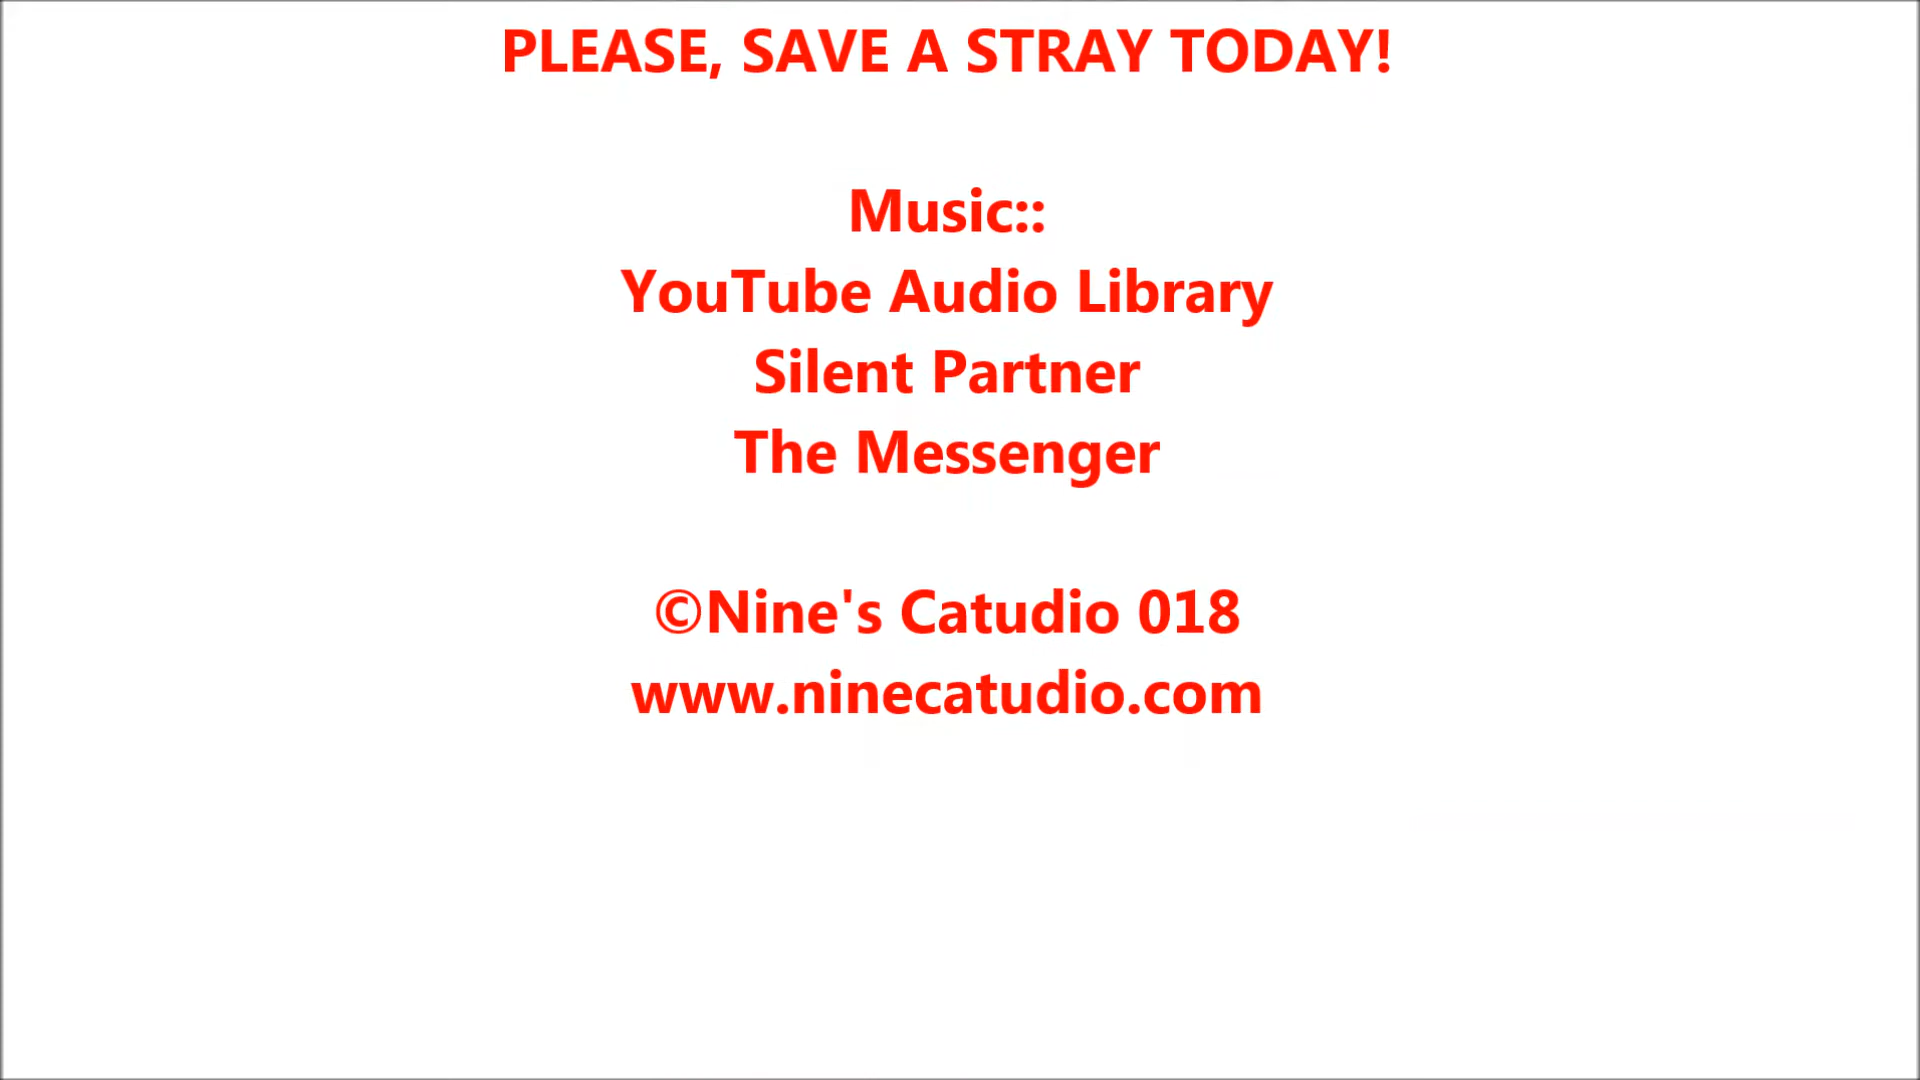 PLEASE, SAVE A STRAY TODAY!
Music::
YouTube Audio Library
Silent Partner
The Messenger
©Nine's Catudio 018
www.ninecatudio.com